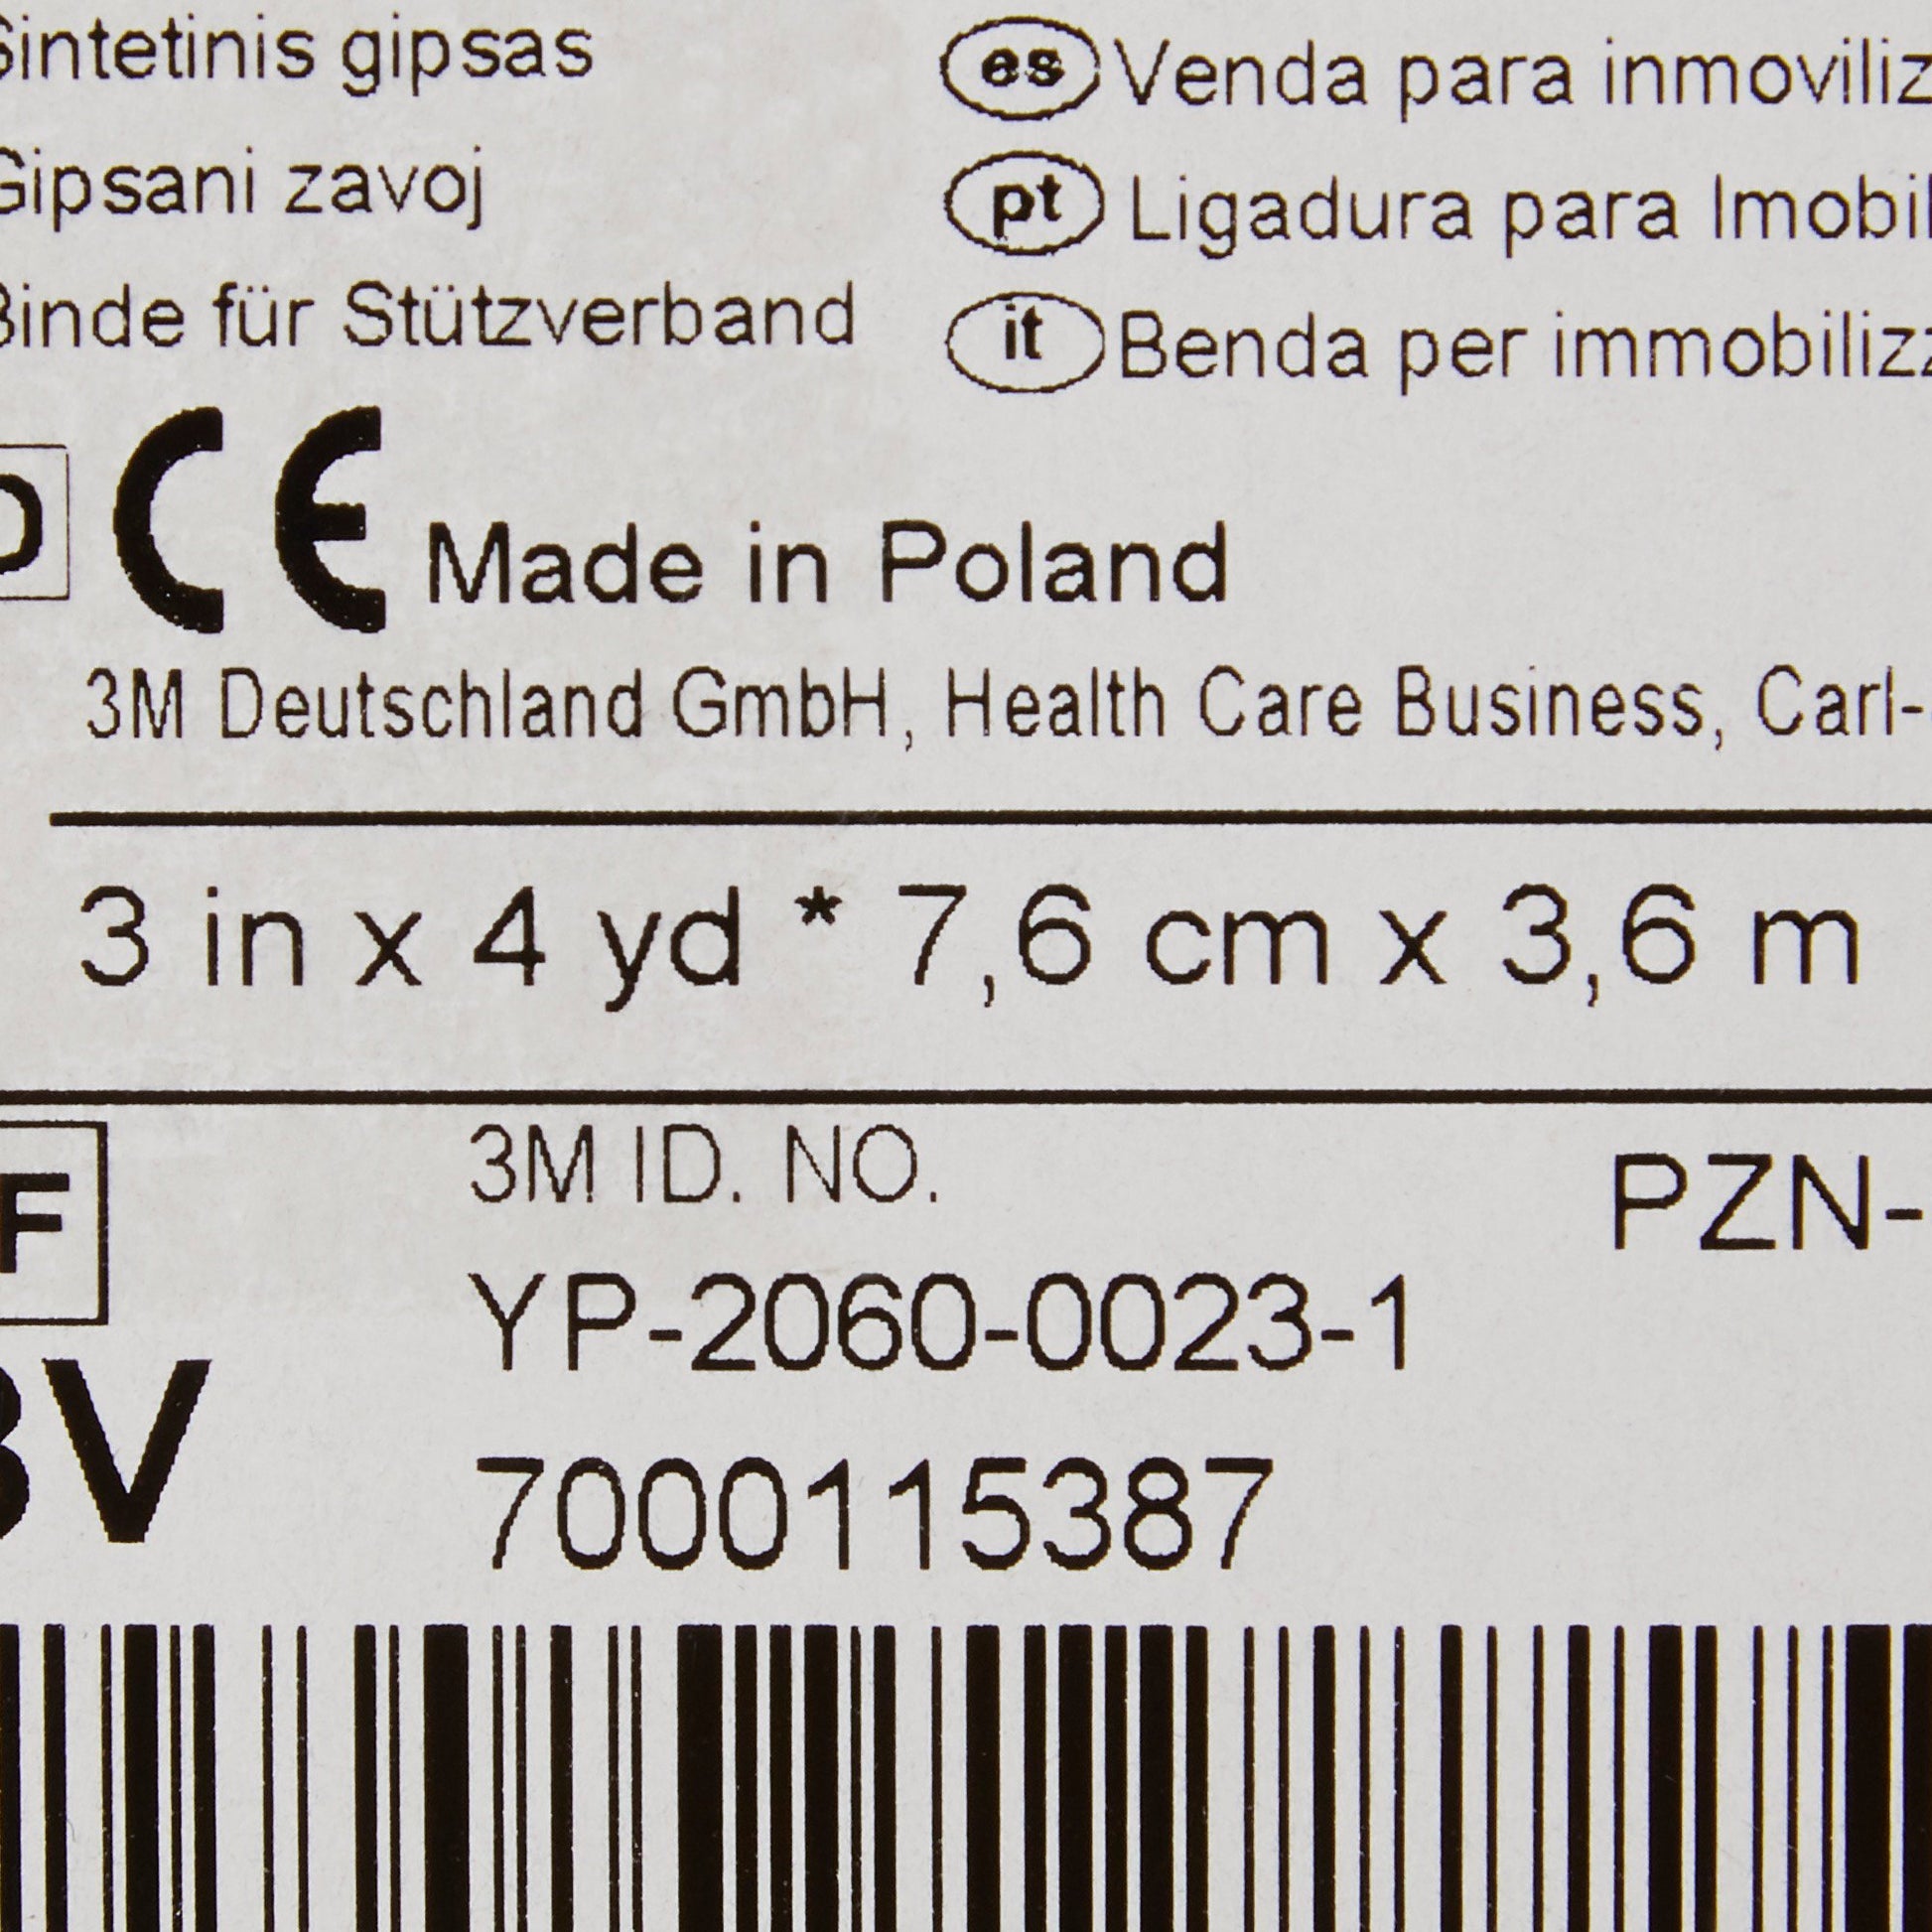 Sintetinis gipsas
Gipsani zavoj
Binde für Stützverband
es Venda para inmoviliz
pt Ligadura para Imobil
it Benda per immobilizz
CE Made in Poland
3M Deutschland GmbH, Health Care Business, Carl-
3 in x 4 yd * 7,6 cm x 3,6 m
F
3M ID. NO.
PZN-
YP-2060-0023-1
3V
7000115387